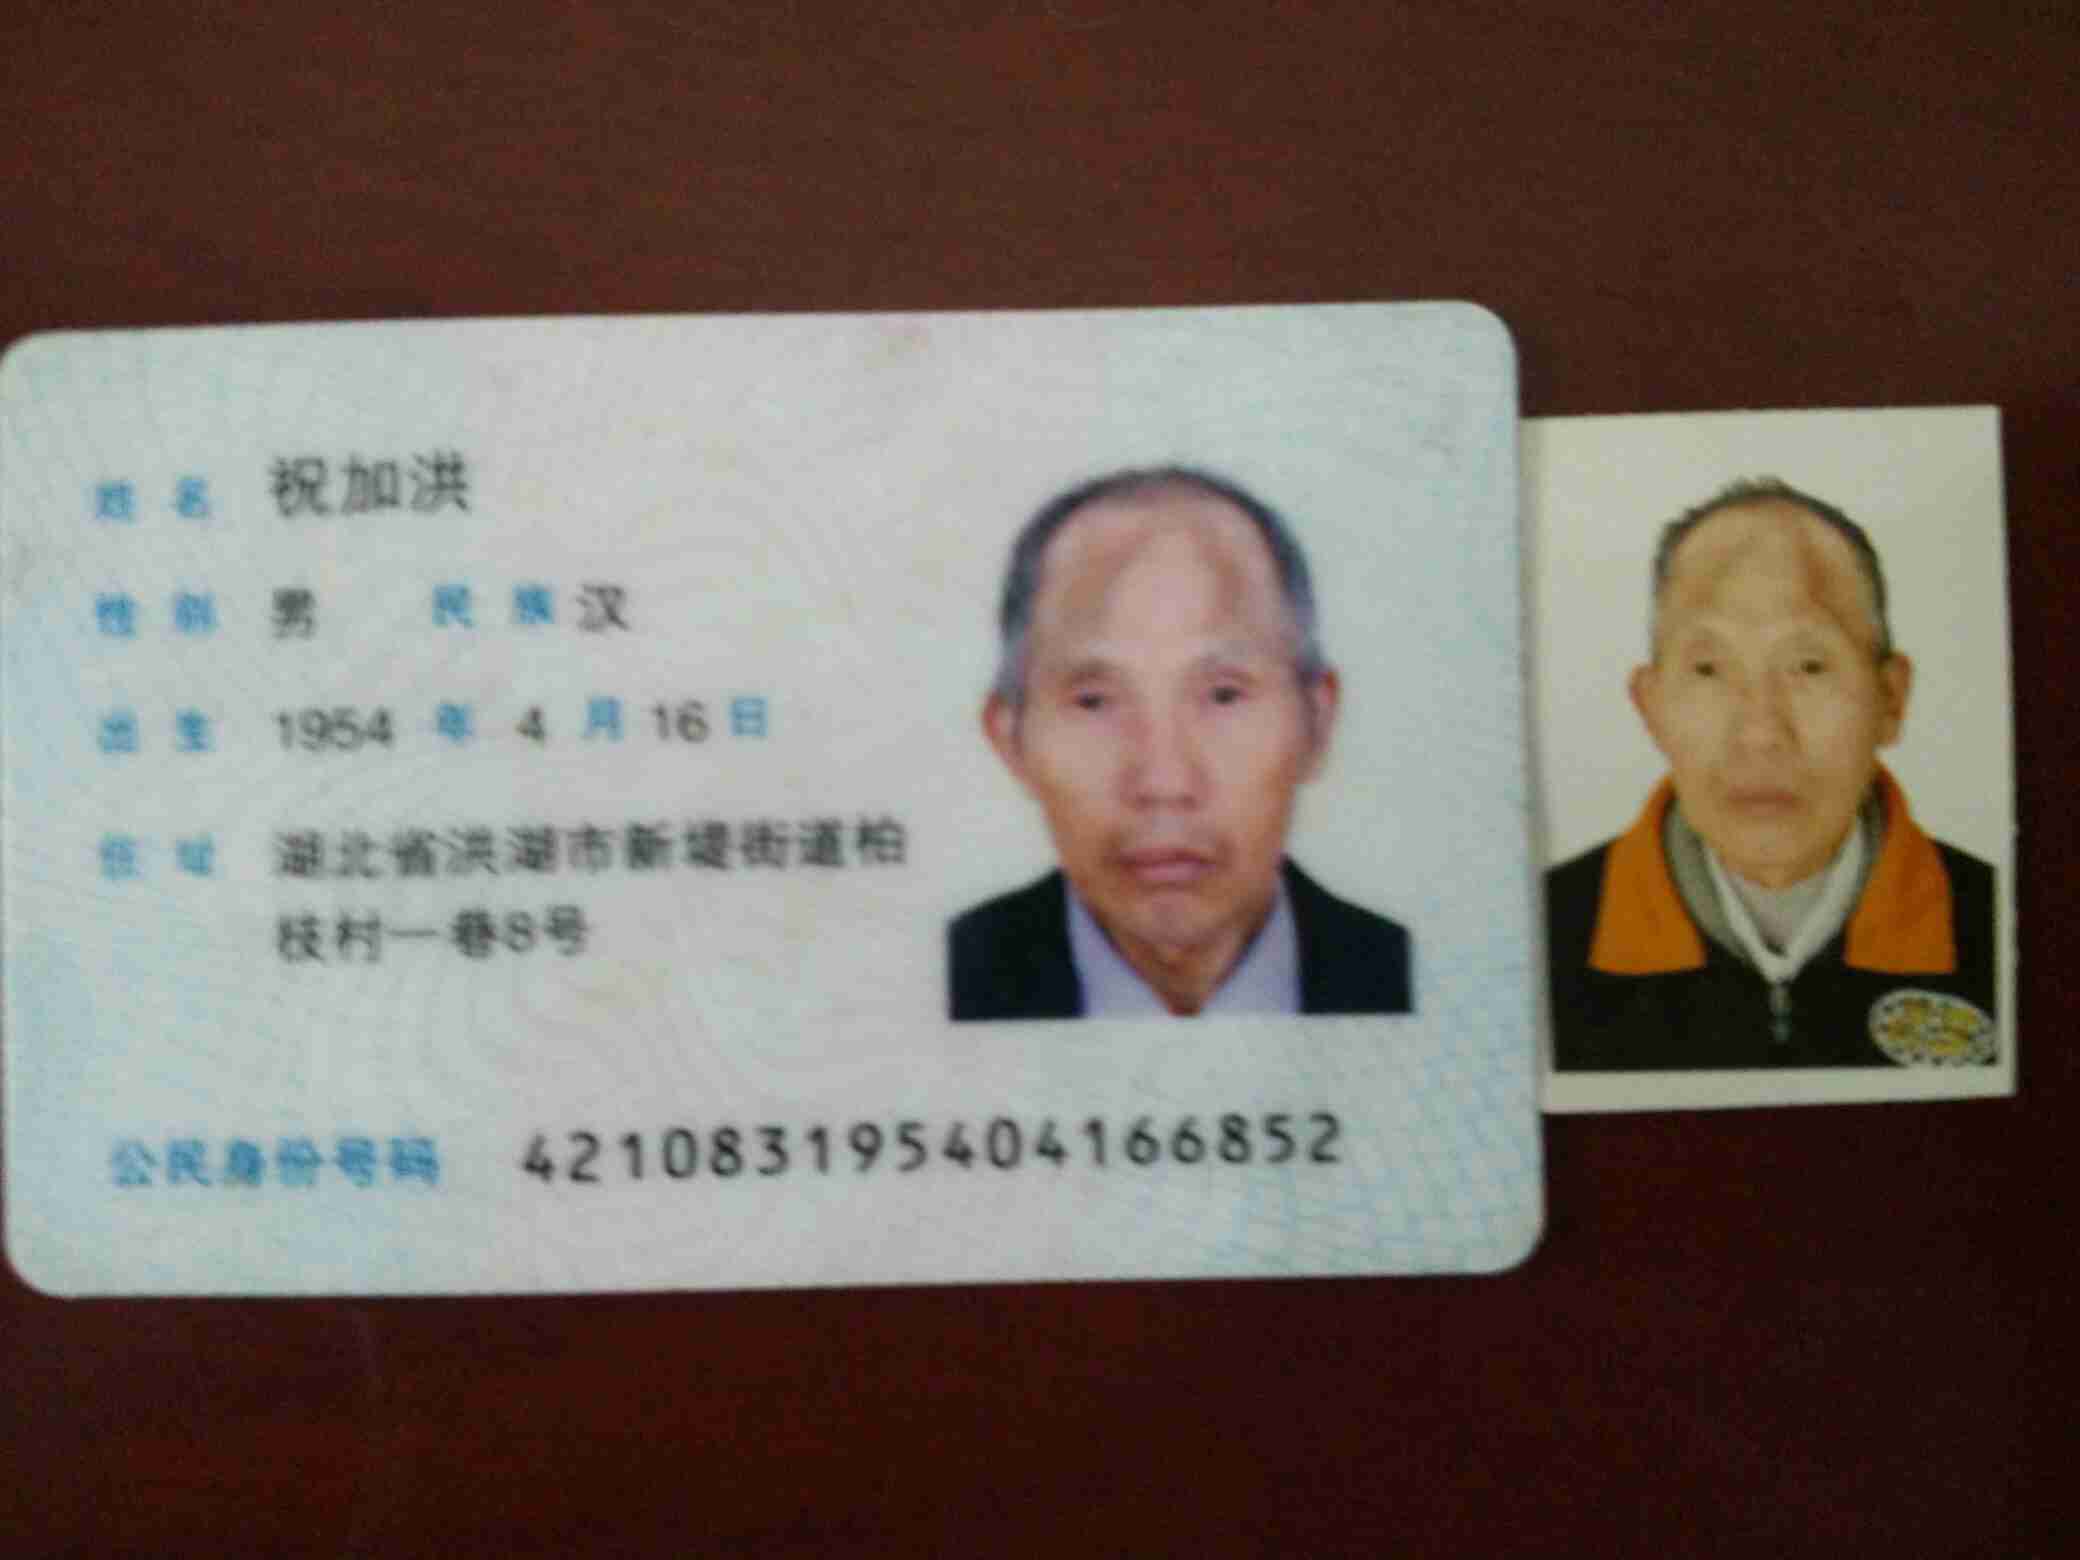 姓名 祝加洪
性别 男 民族 汉
出生 1954 年 4 月 16 日
住址 湖北省洪湖市新堤街道柏
枝村一巷8号
公民身份号码 421083195404166852